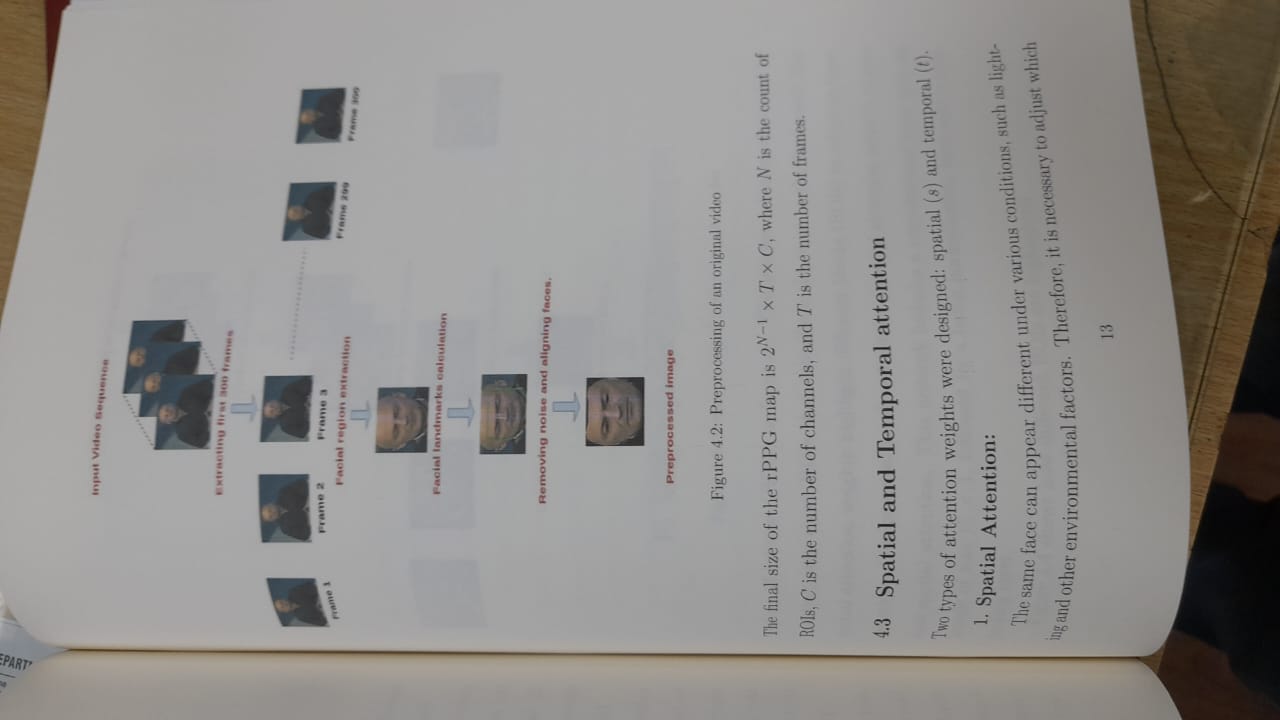 Input Video Sequence
Extracting first 300 frames
Frame 1
Frame 2
Frame 3
Frame 299
Frame 300
Facial region extraction
Facial landmarks calculation
Removing noise and aligning faces.
Preprocessed image
Figure 4.2: Preprocessing of an original video
The final size of the rPPG map is 2^{N−1} × T × C, where N is the count of
ROIs, C is the number of channels, and T is the number of frames.
4.3 Spatial and Temporal attention
Two types of attention weights were designed: spatial (s) and temporal (t).
1. Spatial Attention:
The same face can appear different under various conditions, such as light-
ing and other environmental factors. Therefore, it is necessary to adjust which
13
EPART